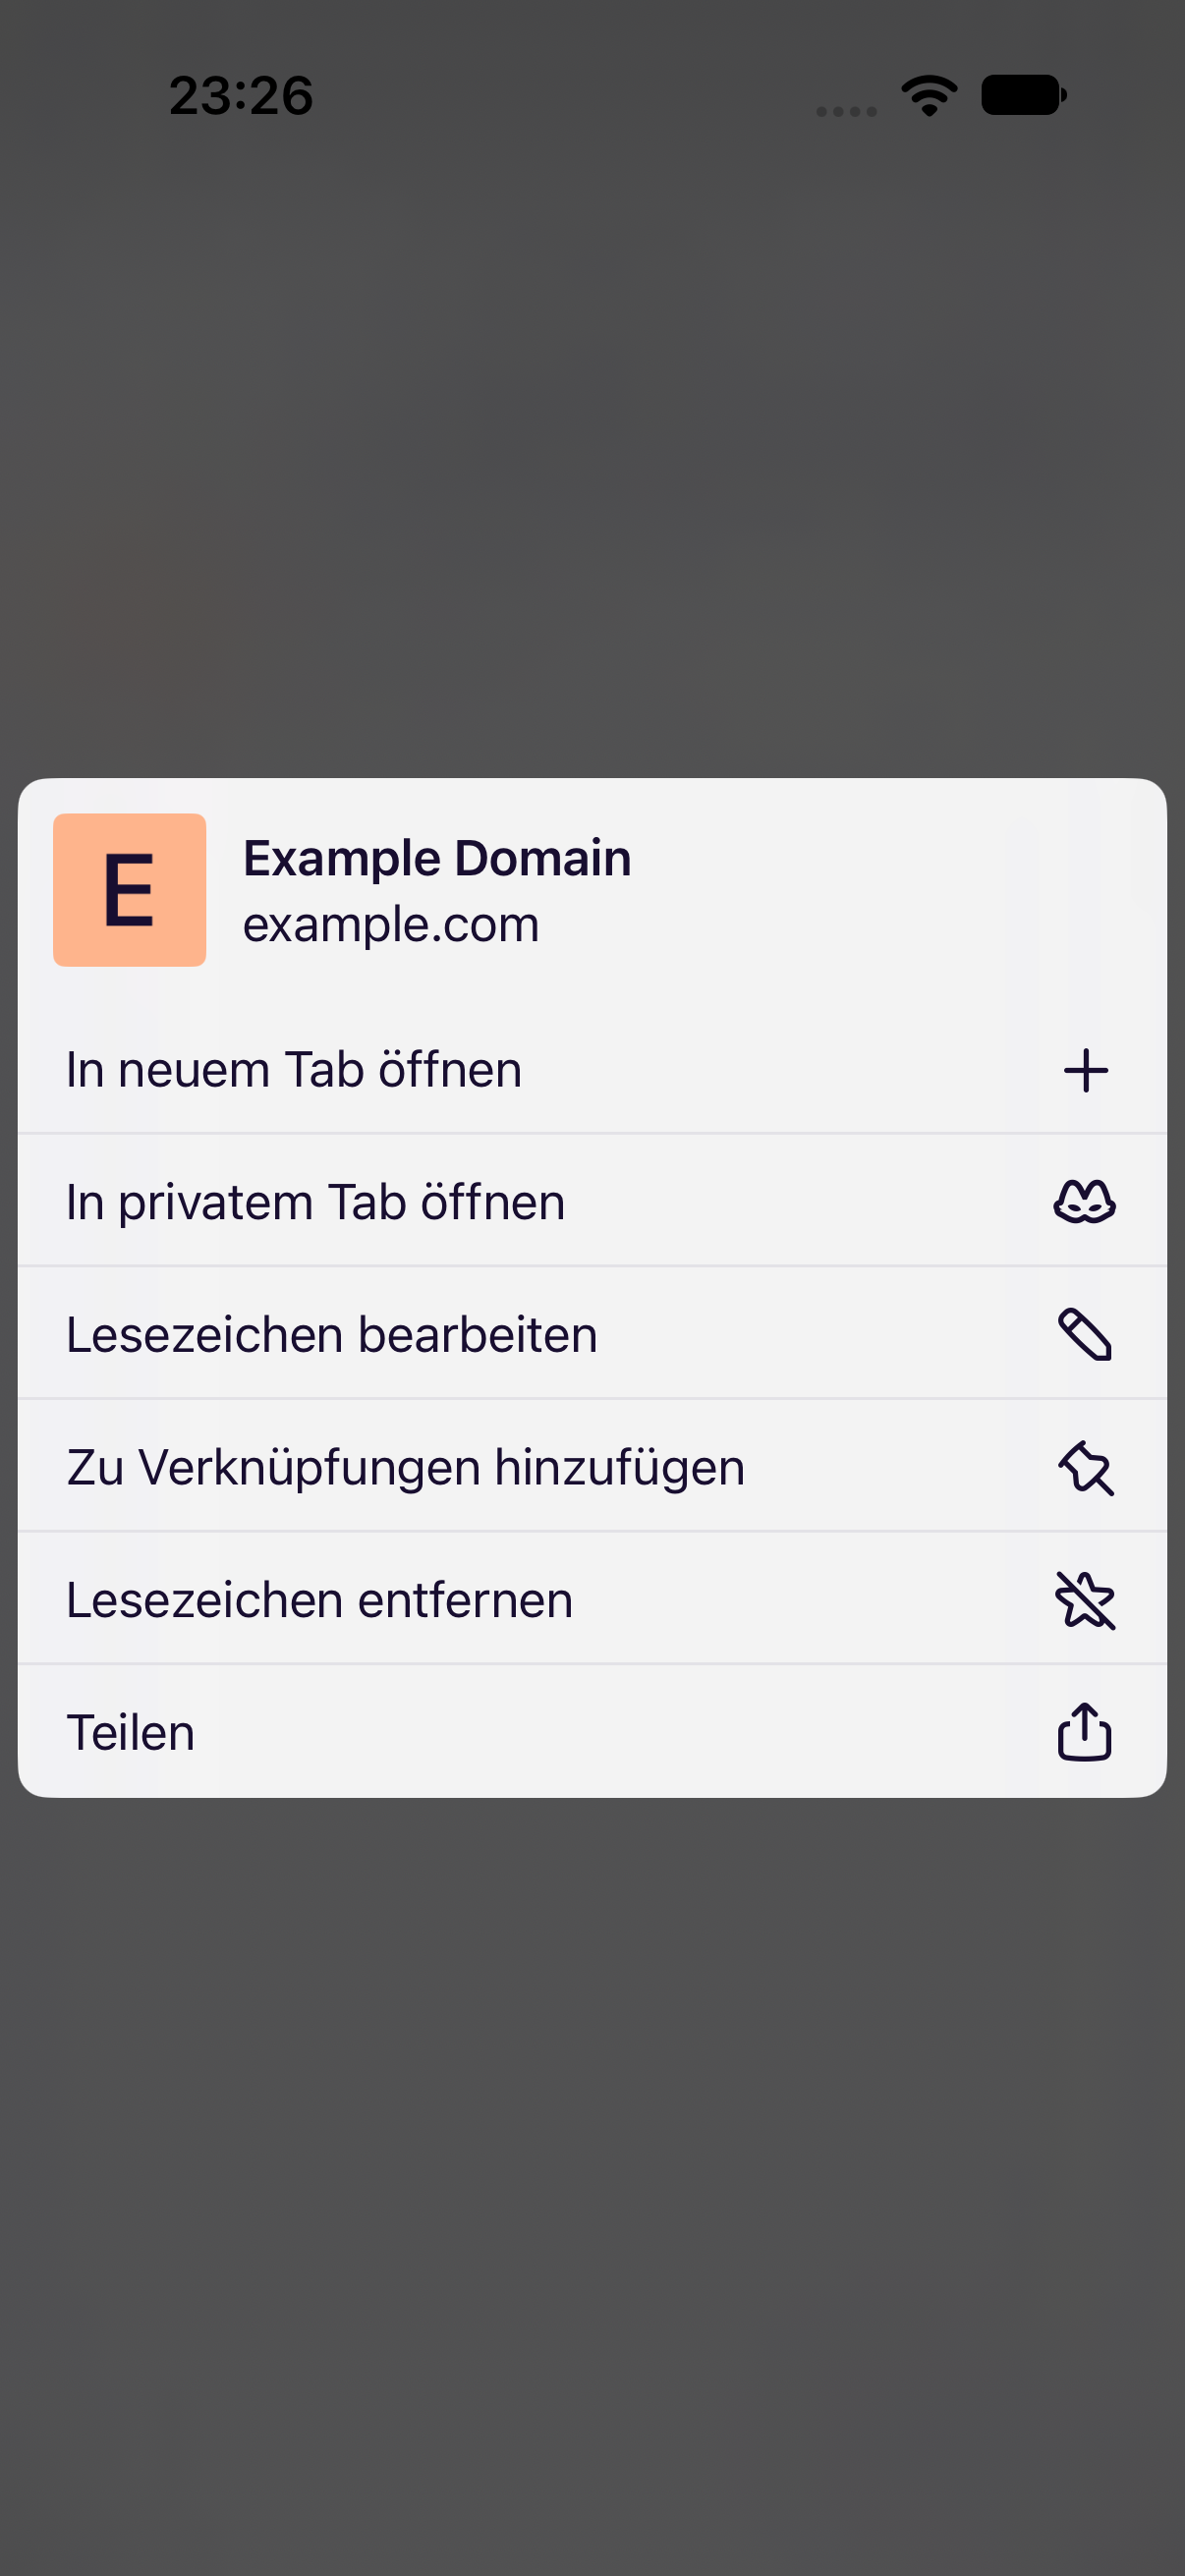 23:26
E
Example Domain
example.com
In neuem Tab öffnen
In privatem Tab öffnen
Lesezeichen bearbeiten
Zu Verknüpfungen hinzufügen
Lesezeichen entfernen
Teilen